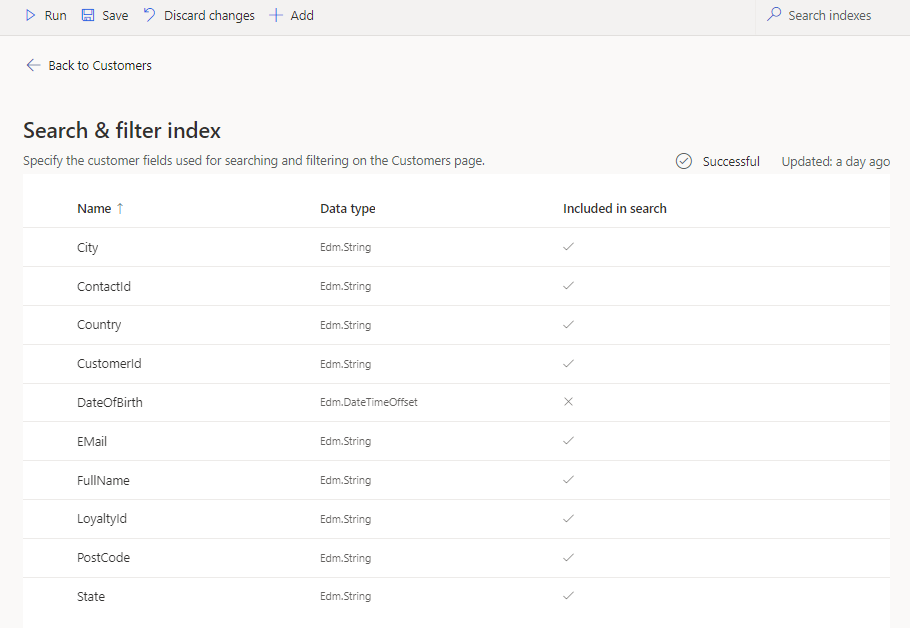 Run Save Discard changes Add Search indexes
Back to Customers
Search & filter index
Specify the customer fields used for searching and filtering on the Customers page. Successful Updated: a day ago
Name ↑ Data type Included in search
City Edm.String
ContactId Edm.String
Country Edm.String
CustomerId Edm.String
DateOfBirth Edm.DateTimeOffset
EMail Edm.String
FullName Edm.String
LoyaltyId Edm.String
PostCode Edm.String
State Edm.String